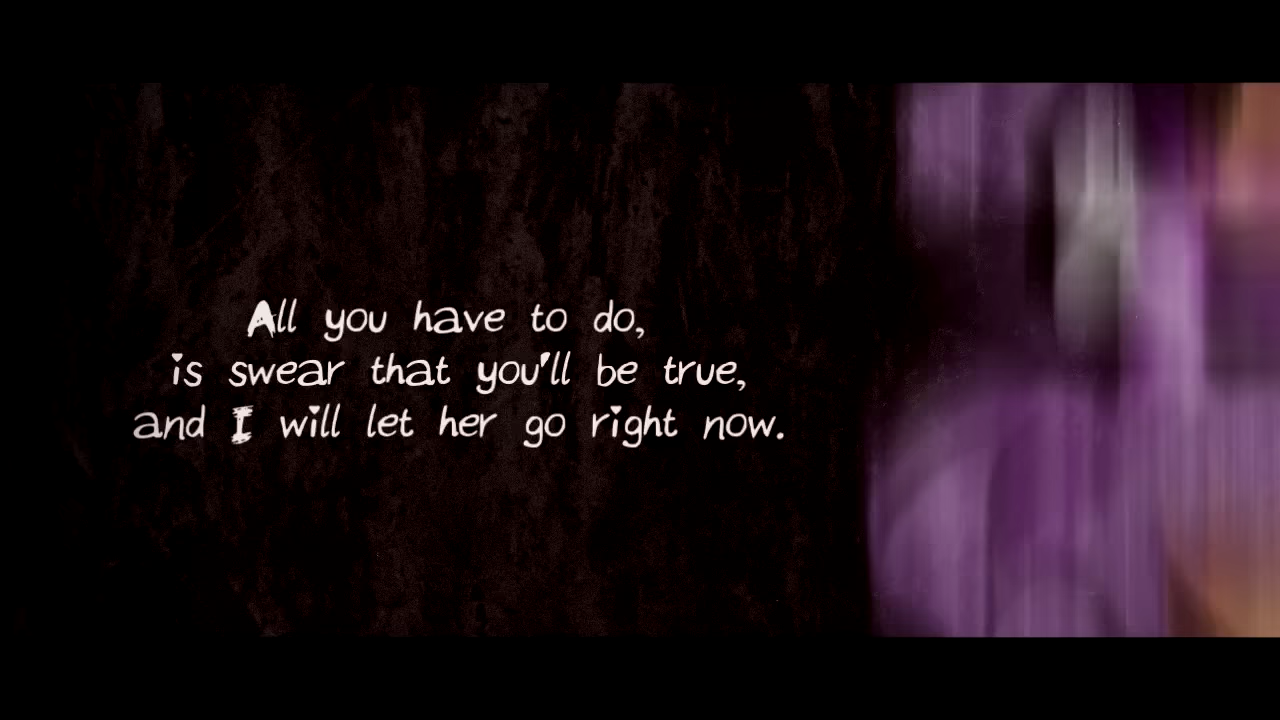 All you have to do,
is swear that you'll be true,
and I will let her go right now.